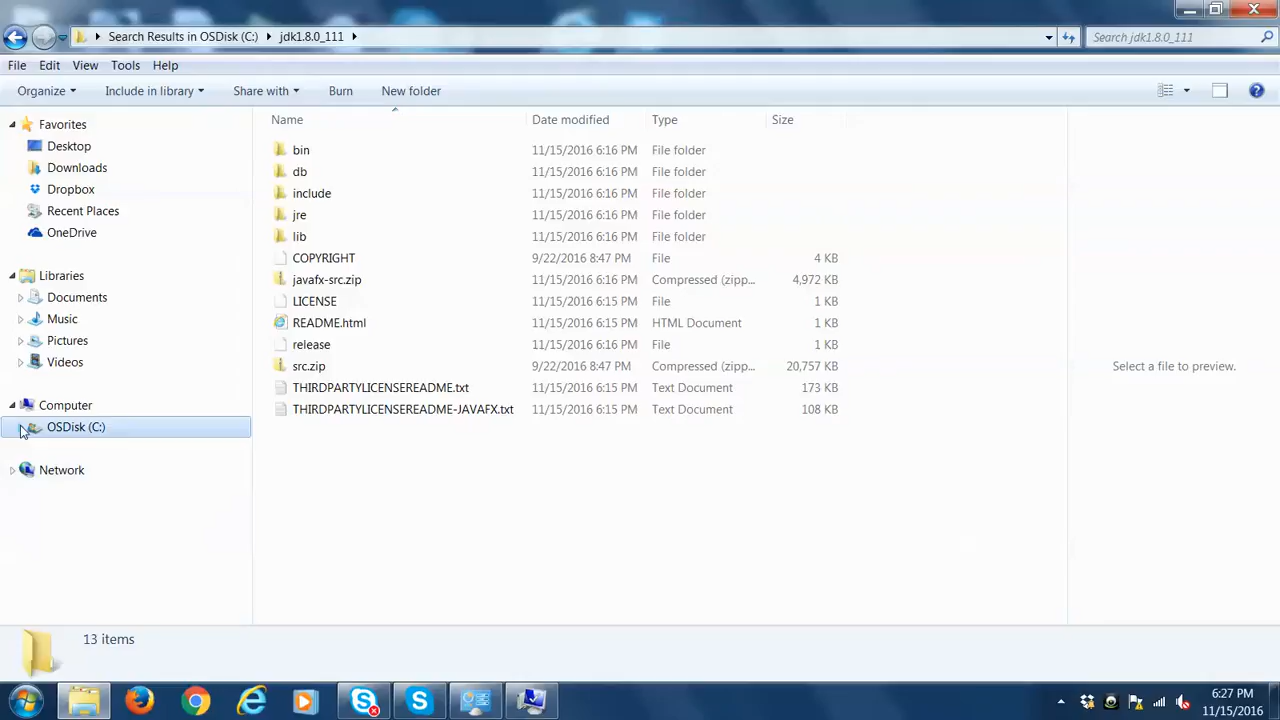 Search Results in OSDisk (C:) jdk1.8.0_111 Search jdk1.8.0_111
File Edit View Tools Help
Organize Include in library Share with Burn New folder
Favorites
Desktop
Downloads
Dropbox
Recent Places
OneDrive
Libraries
Documents
Music
Pictures
Videos
Computer
OSDisk (C:)
Network
Name Date modified Type Size
bin 11/15/2016 6:16 PM File folder
db 11/15/2016 6:16 PM File folder
include 11/15/2016 6:16 PM File folder
jre 11/15/2016 6:16 PM File folder
lib 11/15/2016 6:16 PM File folder
COPYRIGHT 9/22/2016 8:47 PM File 4 KB
javafx-src.zip 11/15/2016 6:16 PM Compressed (zipp... 4,972 KB
LICENSE 11/15/2016 6:15 PM File 1 KB
README.html 11/15/2016 6:15 PM HTML Document 1 KB
release 11/15/2016 6:16 PM File 1 KB
src.zip 9/22/2016 8:47 PM Compressed (zipp... 20,757 KB
THIRDPARTYLICENSEREADME.txt 11/15/2016 6:15 PM Text Document 173 KB
THIRDPARTYLICENSEREADME-JAVAFX.txt 11/15/2016 6:15 PM Text Document 108 KB
Select a file to preview.
13 items
6:27 PM
11/15/2016